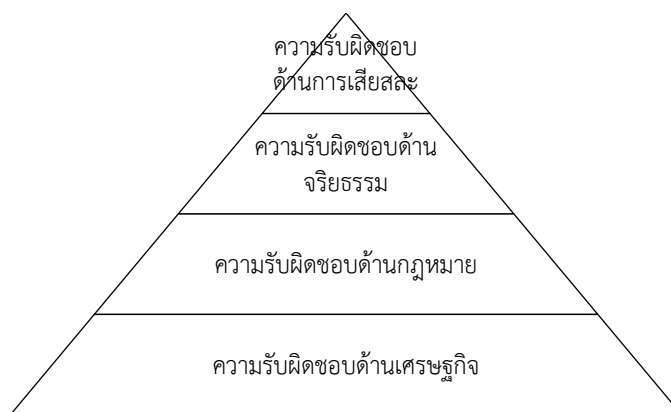 ความรับผิดชอบ
ด้านการเสียสละ
ความรับผิดชอบด้าน
จริยธรรม
ความรับผิดชอบด้านกฎหมาย
ความรับผิดชอบด้านเศรษฐกิจ